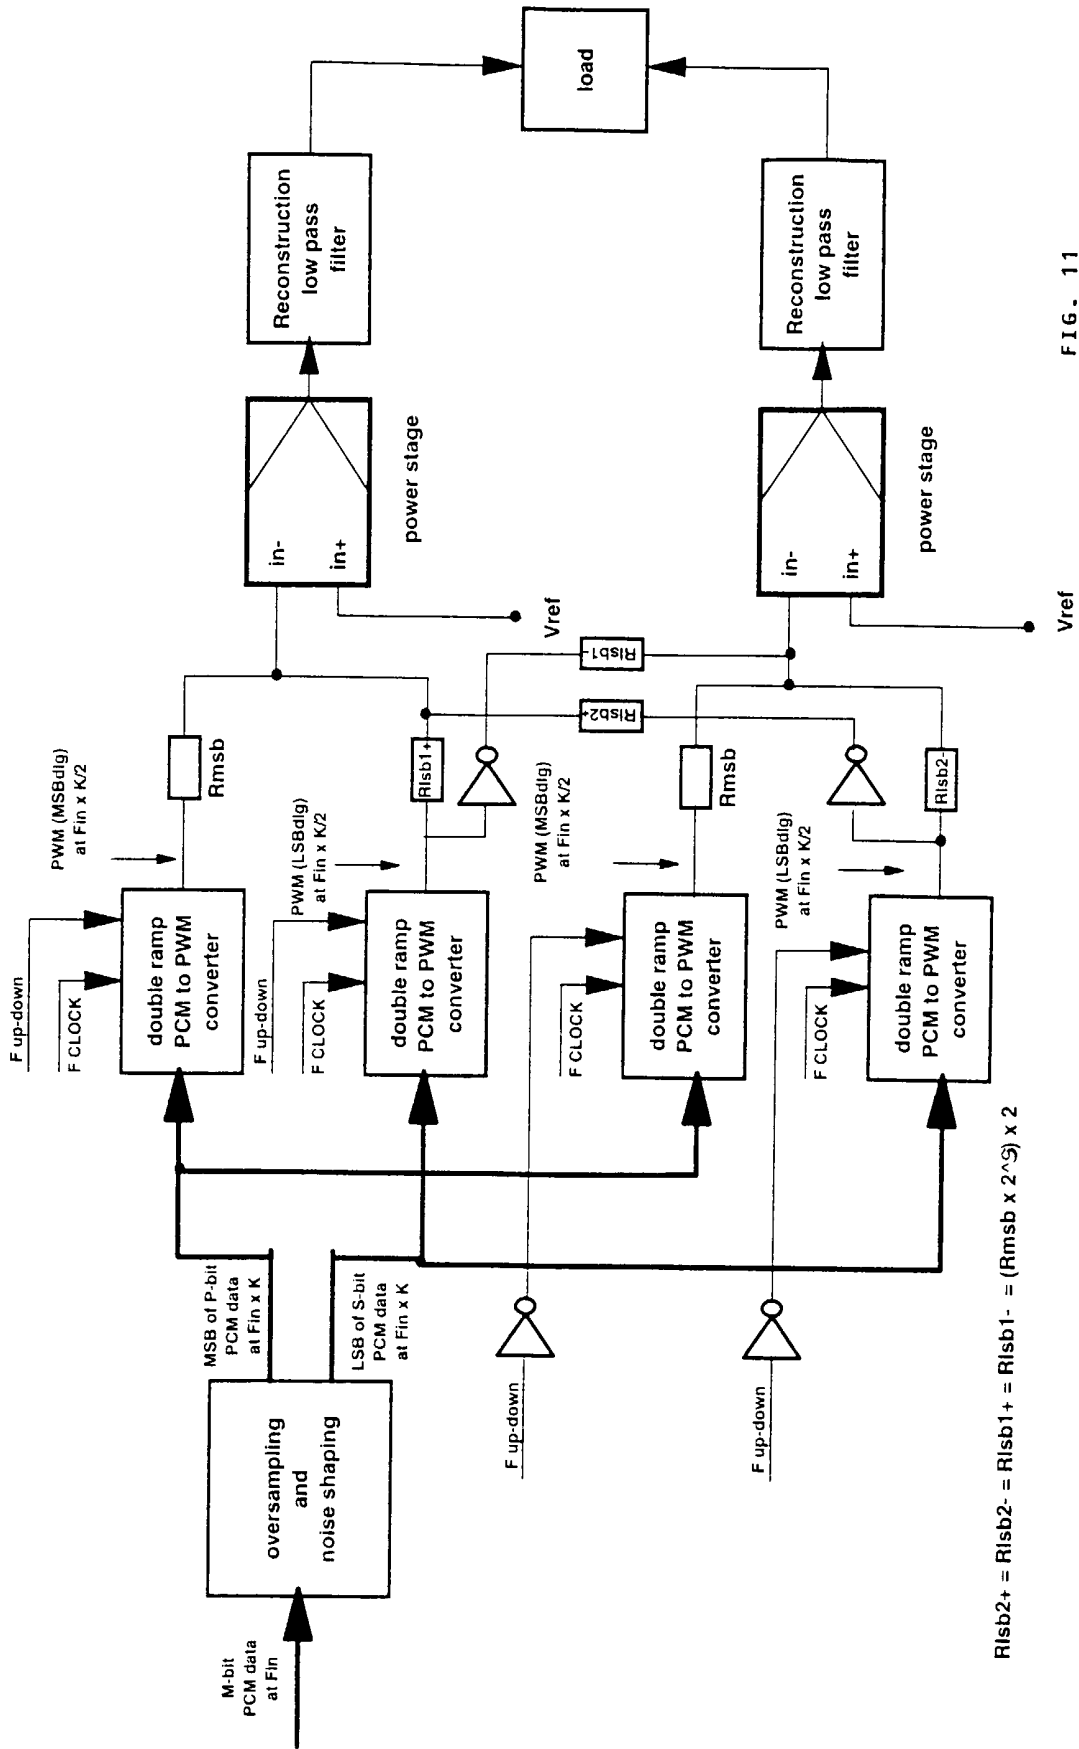 M-bit
PCM data
at Fin
oversampling
and
noise shaping
MSB of P-bit
PCM data
at Fin x K
LSB of S-bit
PCM data
at Fin x K
F up-down
F CLOCK
double ramp
PCM to PWM
converter
PWM (MSBdlg)
at Fin x K/2
Rmsb
F up-down
F CLOCK
double ramp
PCM to PWM
converter
PWM (LSBdlg)
at Fin x K/2
Rlsb1+
F up-down
F CLOCK
double ramp
PCM to PWM
converter
PWM (MSBdlg)
at Fin x K/2
Rmsb
F up-down
F CLOCK
double ramp
PCM to PWM
converter
PWM (LSBdlg)
at Fin x K/2
Rlsb2-
Rlsb2+
Rlsb1-
in-
in+
Vref
power stage
Reconstruction
low pass
filter
in-
in+
Vref
power stage
Reconstruction
low pass
filter
load
Rlsb2+ = Rlsb2- = Rlsb1+ = Rlsb1- = (Rmsb x 2^S) x 2
FIG. 11